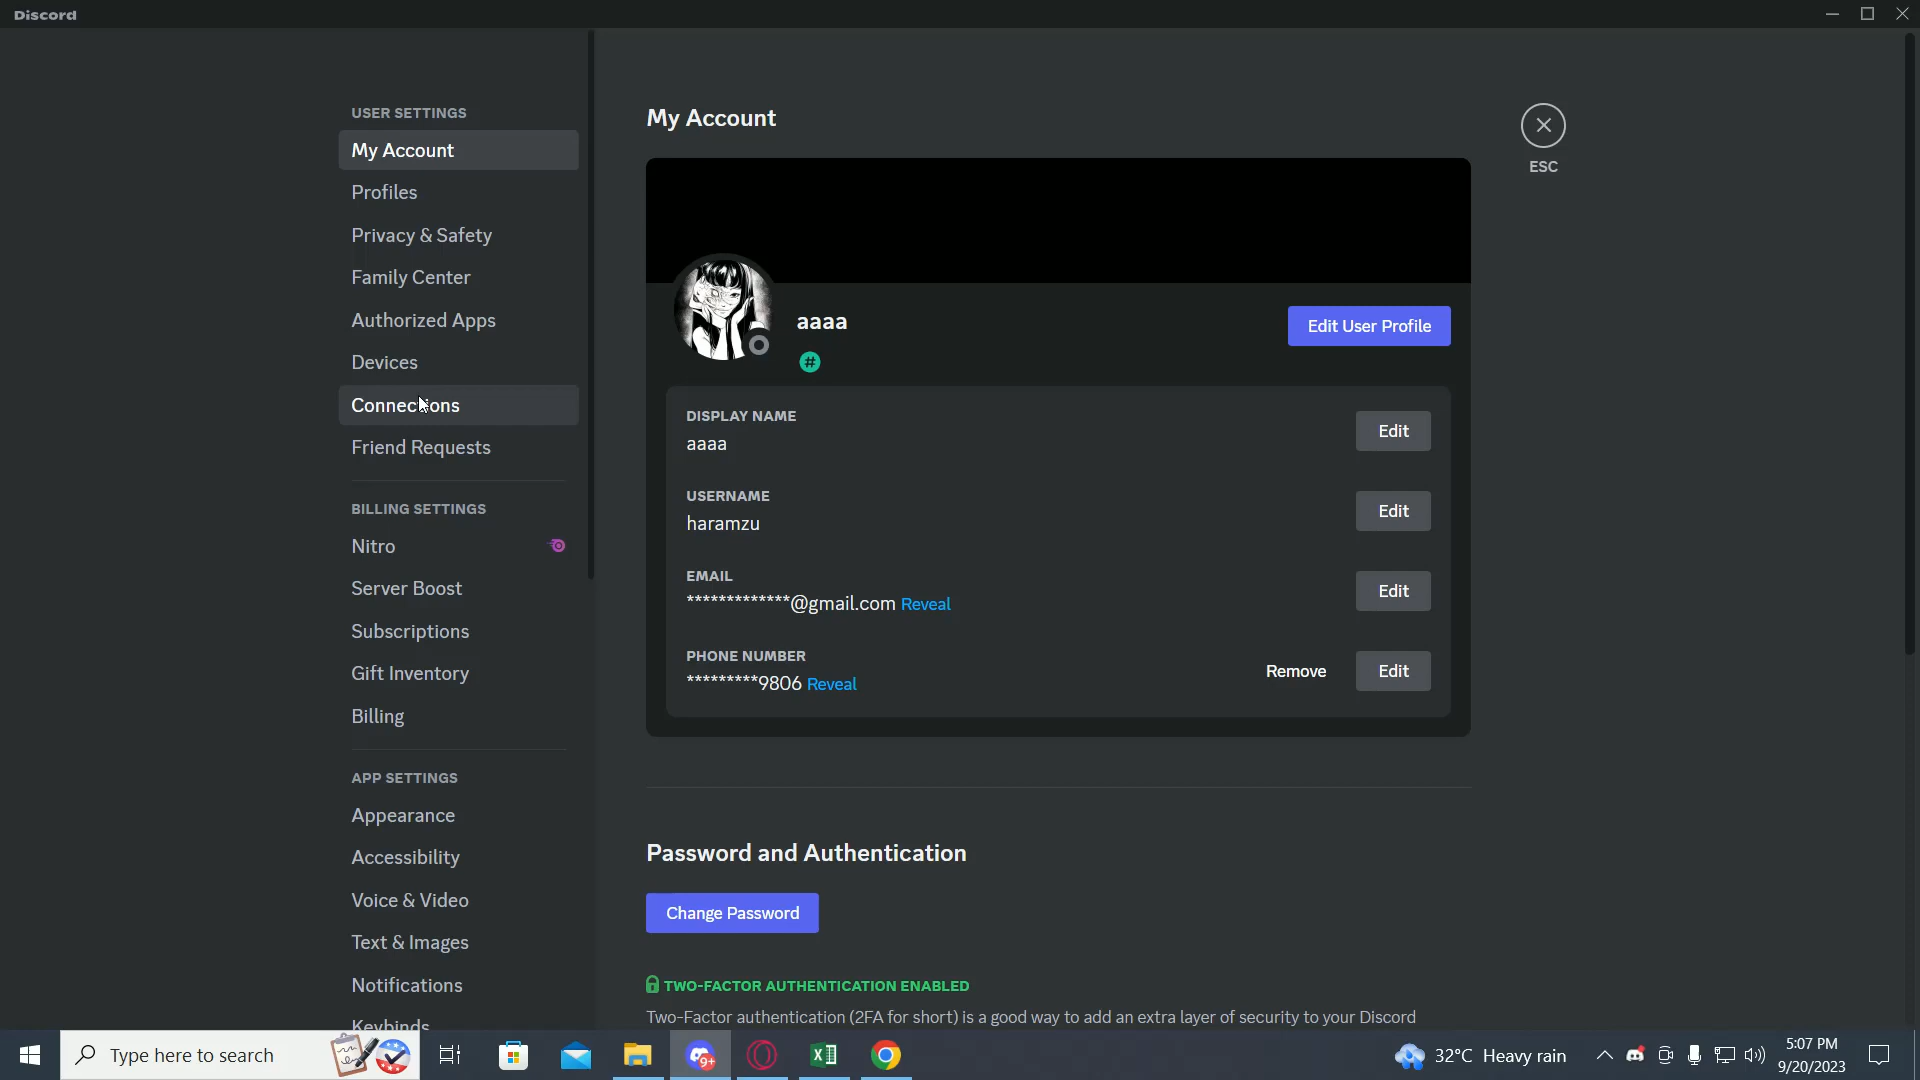 Discord
USER SETTINGS
My Account
Profiles
Privacy & Safety
Family Center
Authorized Apps
Devices
Connections
Friend Requests
BILLING SETTINGS
Nitro
Server Boost
Subscriptions
Gift Inventory
Billing
APP SETTINGS
Appearance
Accessibility
Voice & Video
Text & Images
Notifications
Keybinds
My Account
ESC
aaaa
#
Edit User Profile
DISPLAY NAME
aaaa
Edit
USERNAME
haramzu
Edit
EMAIL
*************@gmail.com Reveal
Edit
PHONE NUMBER
*********9806 Reveal
Remove
Edit
Password and Authentication
Change Password
TWO-FACTOR AUTHENTICATION ENABLED
Two-Factor authentication (2FA for short) is a good way to add an extra layer of security to your Discord
Type here to search
9+
32°C Heavy rain
5:07 PM
9/20/2023